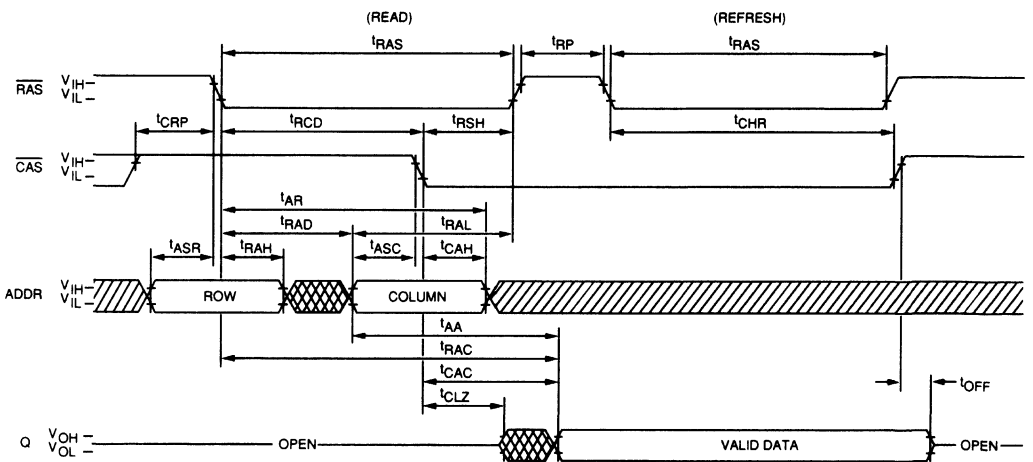 (READ) (REFRESH)
tRAS tRP tRAS
RAS VIH
VIL
tCRP tRCD tRSH tCHR
CAS VIH
VIL
tAR
tRAD tRAL
tASR tRAH tASC tCAH
ADDR VIH
VIL
ROW COLUMN
tAA
tRAC
tCAC
tCLZ tOFF
Q VOH
VOL
OPEN VALID DATA OPEN